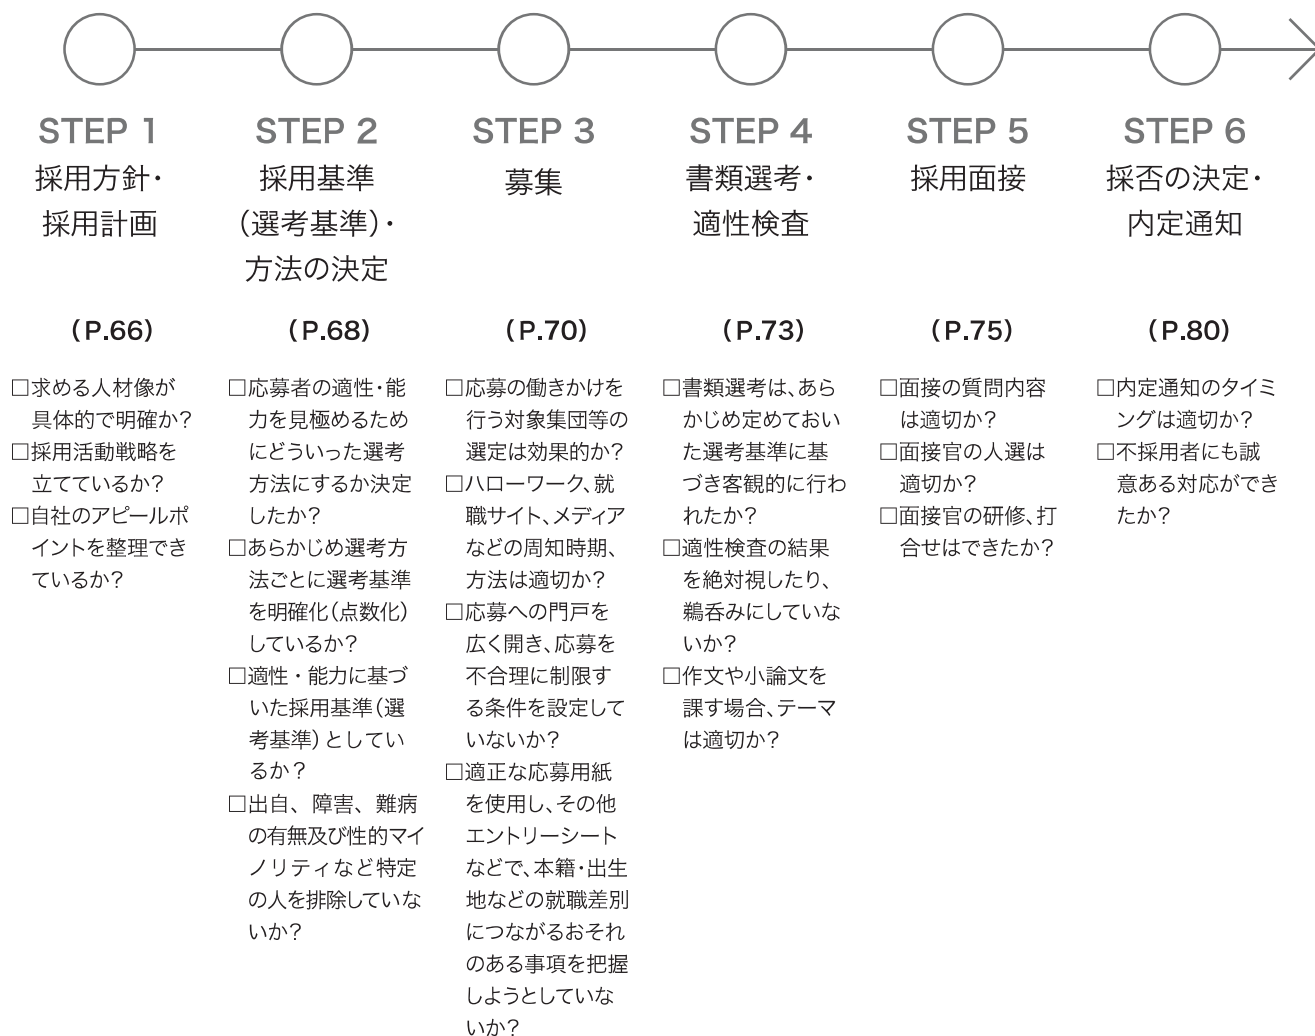 STEP 1
採用方針・
採用計画
(P.66)
□求める人材像が
具体的で明確か?
□採用活動戦略を
立てているか?
□自社のアピールポ
イントを整理でき
ているか?
STEP 2
採用基準
(選考基準)・
方法の決定
(P.68)
□応募者の適性・能
力を見極めるため
にどういった選考
方法にするか決定
したか?
□あらかじめ選考方
法ごとに選考基準
を明確化(点数化)
しているか?
□適性・能力に基づ
いた採用基準(選
考基準)としてい
るか?
□出自、障害、難病
の有無及び性的マイ
ノリティなど特定
の人を排除していな
いか?
STEP 3
募集
(P.70)
□応募の働きかけを
行う対象集団等の
選定は効果的か?
□ハローワーク、就
職サイト、メディア
などの周知時期、
方法は適切か?
□応募への門戸を
広く開き、応募を
不合理に制限す
る条件を設定して
いないか?
□適正な応募用紙
を使用し、その他
エントリーシート
などで、本籍・出生
地などの就職差別
につながるおそれ
のある事項を把握
しようとしていな
いか?
STEP 4
書類選考・
適性検査
(P.73)
□書類選考は、あら
かじめ定めておい
た選考基準に基
づき客観的に行わ
れたか?
□適性検査の結果
を絶対視したり、
鵜呑みにしていな
いか?
□作文や小論文を
課す場合、テーマ
は適切か?
STEP 5
採用面接
(P.75)
□面接の質問内容
は適切か?
□面接官の人選は
適切か?
□面接官の研修、打
合せはできたか?
STEP 6
採否の決定・
内定通知
(P.80)
□内定通知のタイミ
ングは適切か?
□不採用者にも誠
意ある対応ができ
たか?